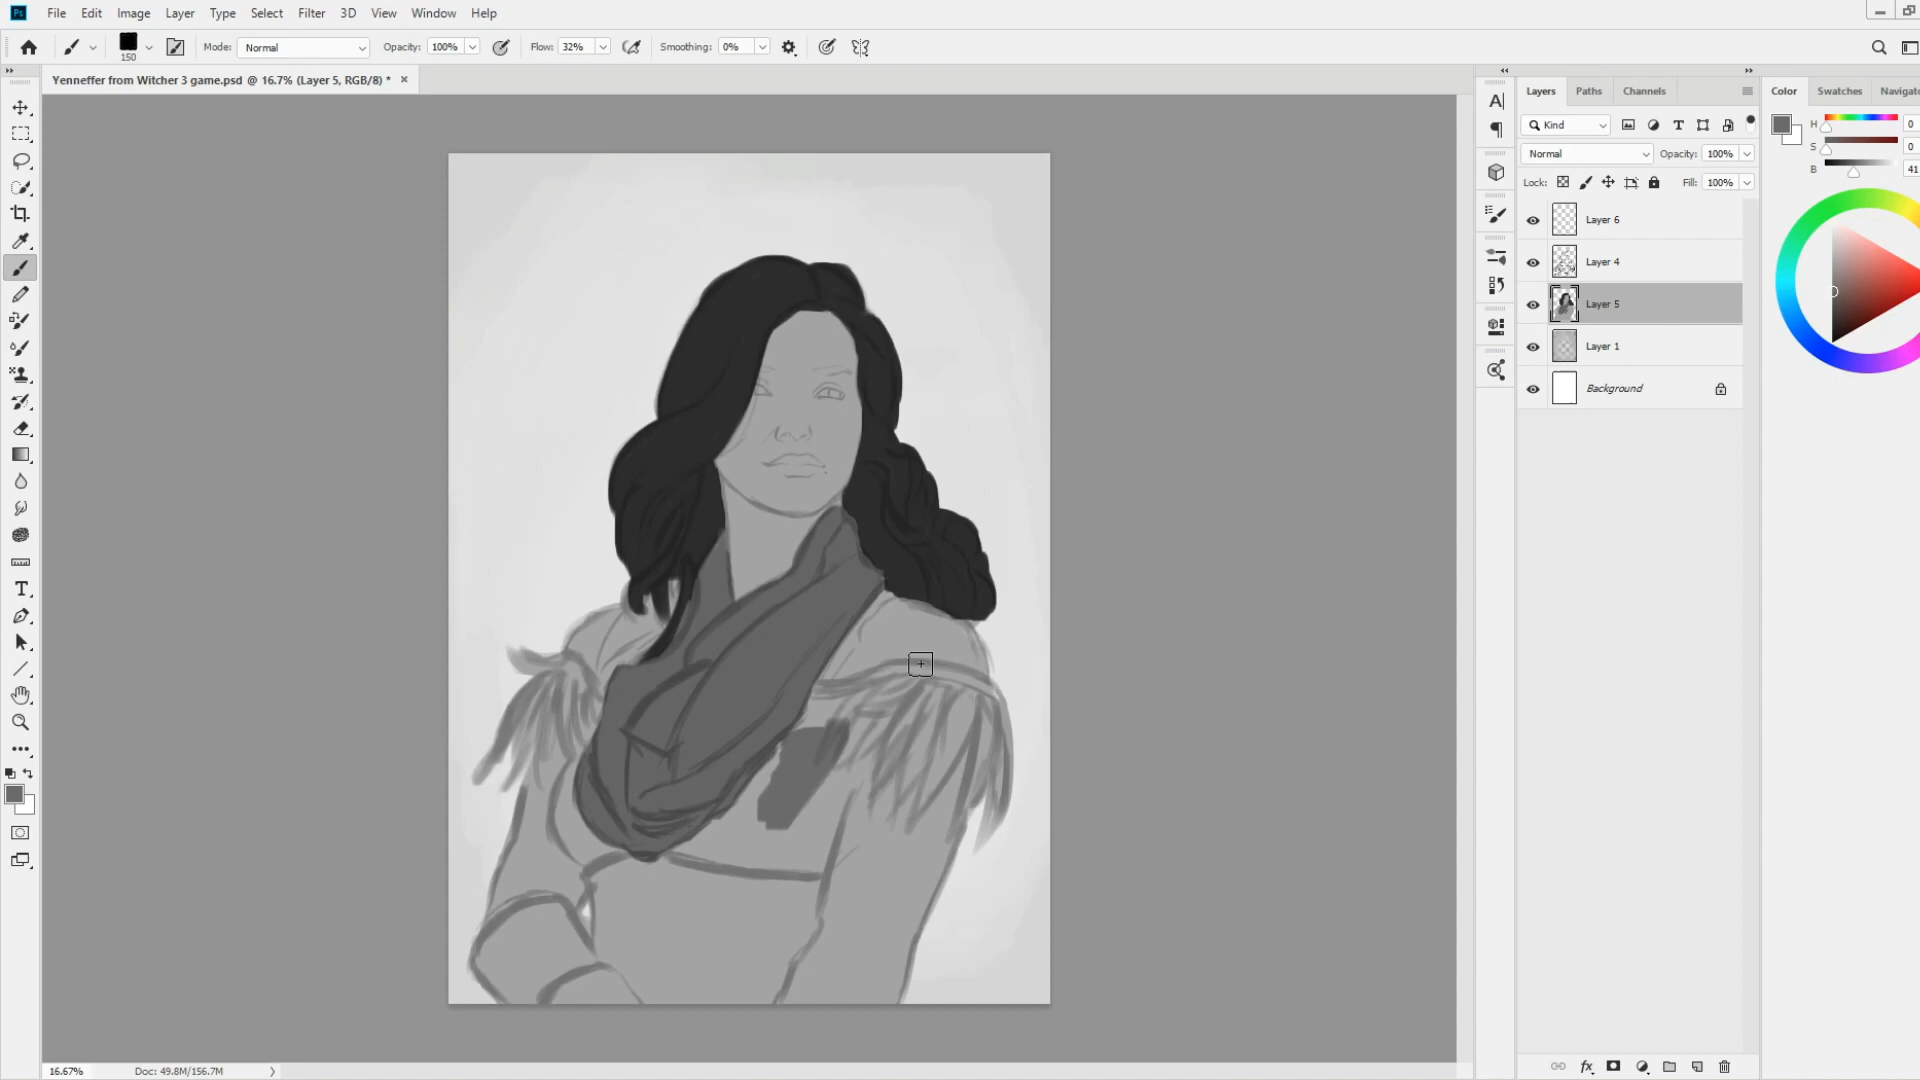 Ps File Edit Image Layer Type Select Filter 3D View Window Help
150 Mode: Normal Opacity: 100% Flow: 32% Smoothing: 0%
Yenneffer from Witcher 3 game.psd @ 16.7% (Layer 5, RGB/8) *
Layers Paths Channels
Color Swatches Navigato
Kind
H 0
S 0
B 41
Normal Opacity: 100%
Lock: Fill: 100%
Layer 6
Layer 4
Layer 5
Layer 1
Background
16.67% Doc: 49.8M/156.7M